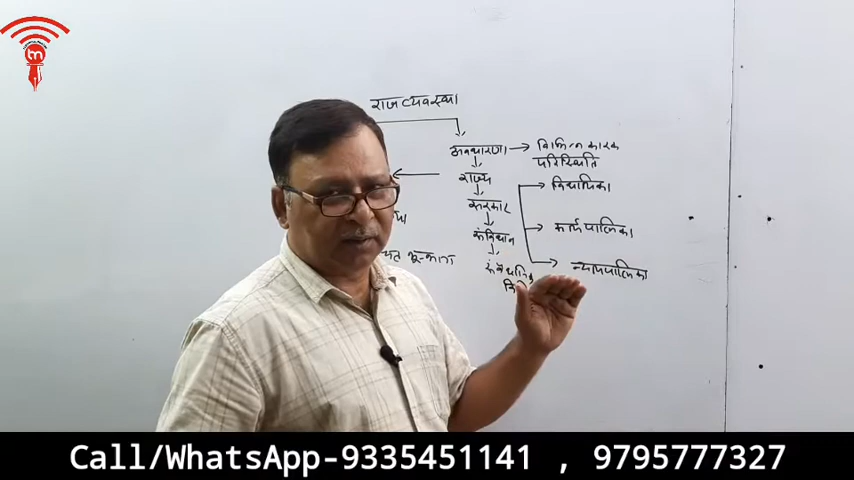 राजव्यवस्था
अवधारणा → विभिन्न कारक
परिस्थिति
राज्य
विधायिका
सरकार
कार्यपालिका
संविधान
न्यायपालिका
भू-भाग
Call/WhatsApp-9335451141 , 9795777327